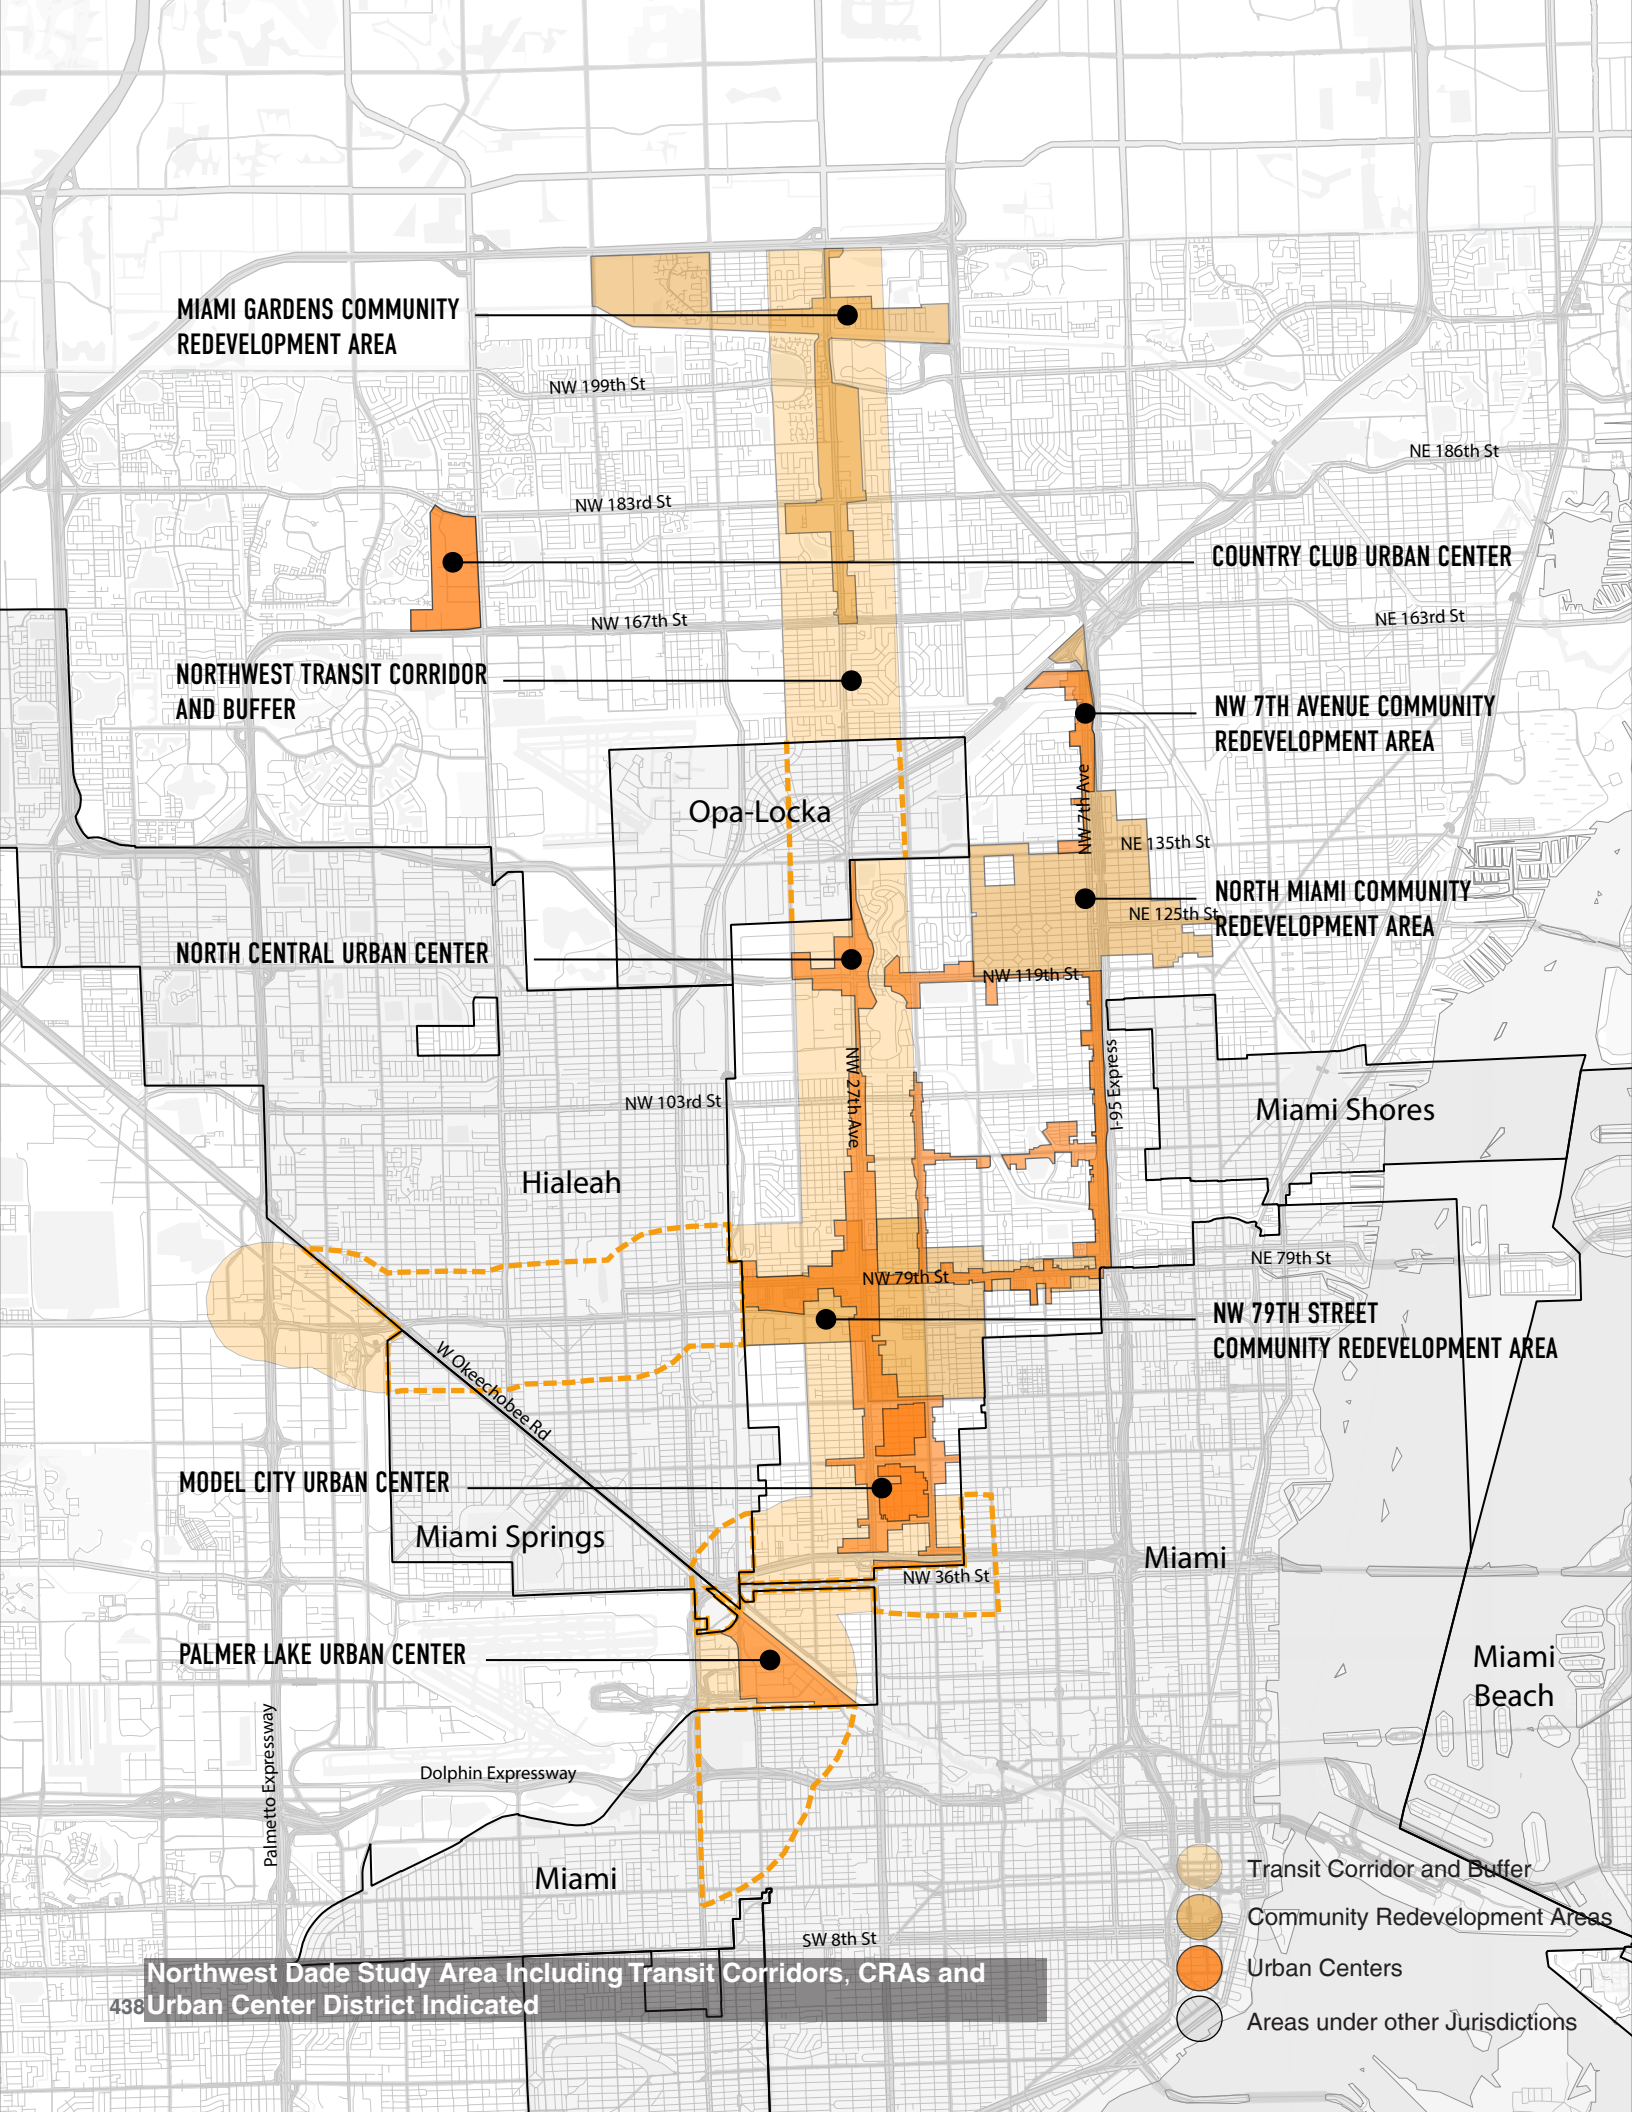 MIAMI GARDENS COMMUNITY
REDEVELOPMENT AREA
NW 199th St
NE 186th St
NW 183rd St
COUNTRY CLUB URBAN CENTER
NW 167th St
NE 163rd St
NORTHWEST TRANSIT CORRIDOR
AND BUFFER
NW 7TH AVENUE COMMUNITY
REDEVELOPMENT AREA
Opa-Locka
NW 7th Ave
NE 135th St
NORTH MIAMI COMMUNITY
REDEVELOPMENT AREA
NE 125th St
NORTH CENTRAL URBAN CENTER
NW 119th St
NW 27th Ave
I-95 Express
NW 103rd St
Miami Shores
Hialeah
NE 79th St
NW 79th St
NW 79TH STREET
COMMUNITY REDEVELOPMENT AREA
W Okeechobee Rd
MODEL CITY URBAN CENTER
Miami Springs
Miami
NW 36th St
PALMER LAKE URBAN CENTER
Miami
Beach
Palmetto Expressway
Dolphin Expressway
Miami
SW 8th St
Transit Corridor and Buffer
Community Redevelopment Areas
Urban Centers
Areas under other Jurisdictions
Northwest Dade Study Area Including Transit Corridors, CRAs and
Urban Center District Indicated
438